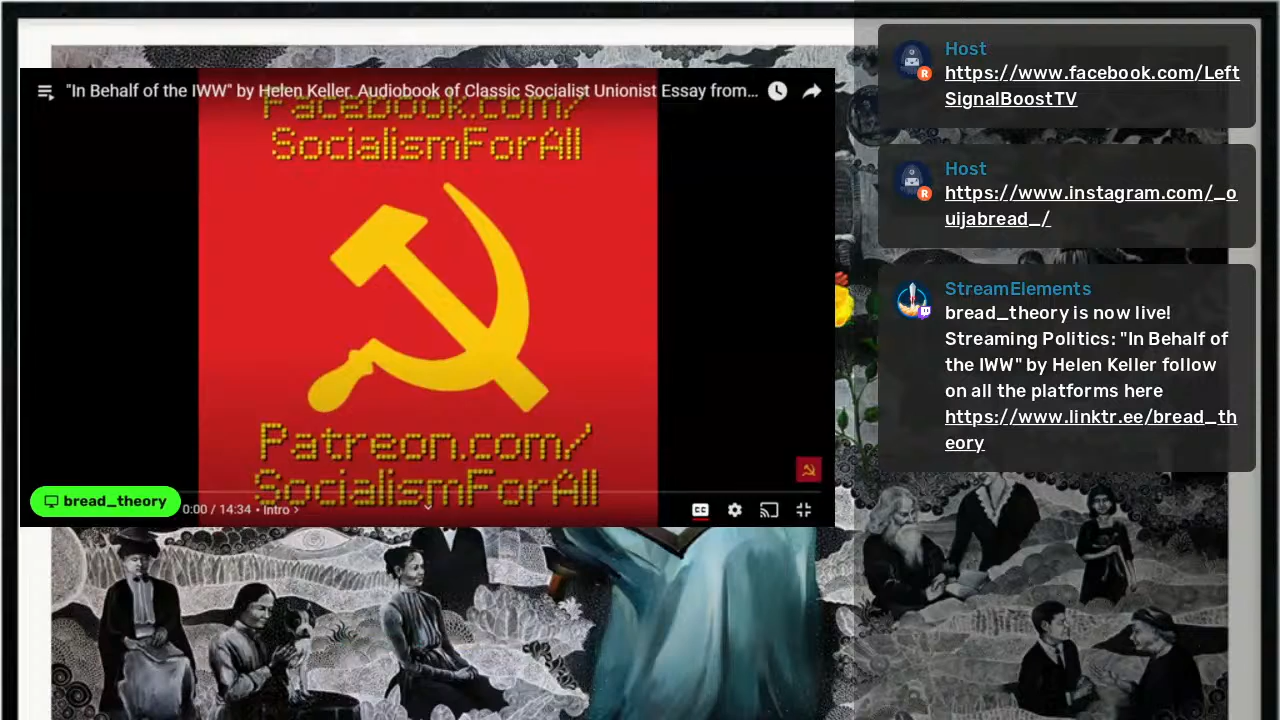 "In Behalf of the IWW" by Helen Keller, Audiobook of Classic Socialist Unionist Essay from...
Facebook.com/
SocialismForAll
Patreon.com/
SocialismForAll
bread_theory
0:00 / 14:34 • Intro ›
CC
Host
https://www.facebook.com/Left
SignalBoostTV
Host
https://www.instagram.com/_o
uijabread_/
StreamElements
bread_theory is now live!
Streaming Politics: "In Behalf of
the IWW" by Helen Keller follow
on all the platforms here
https://www.linktr.ee/bread_th
eory